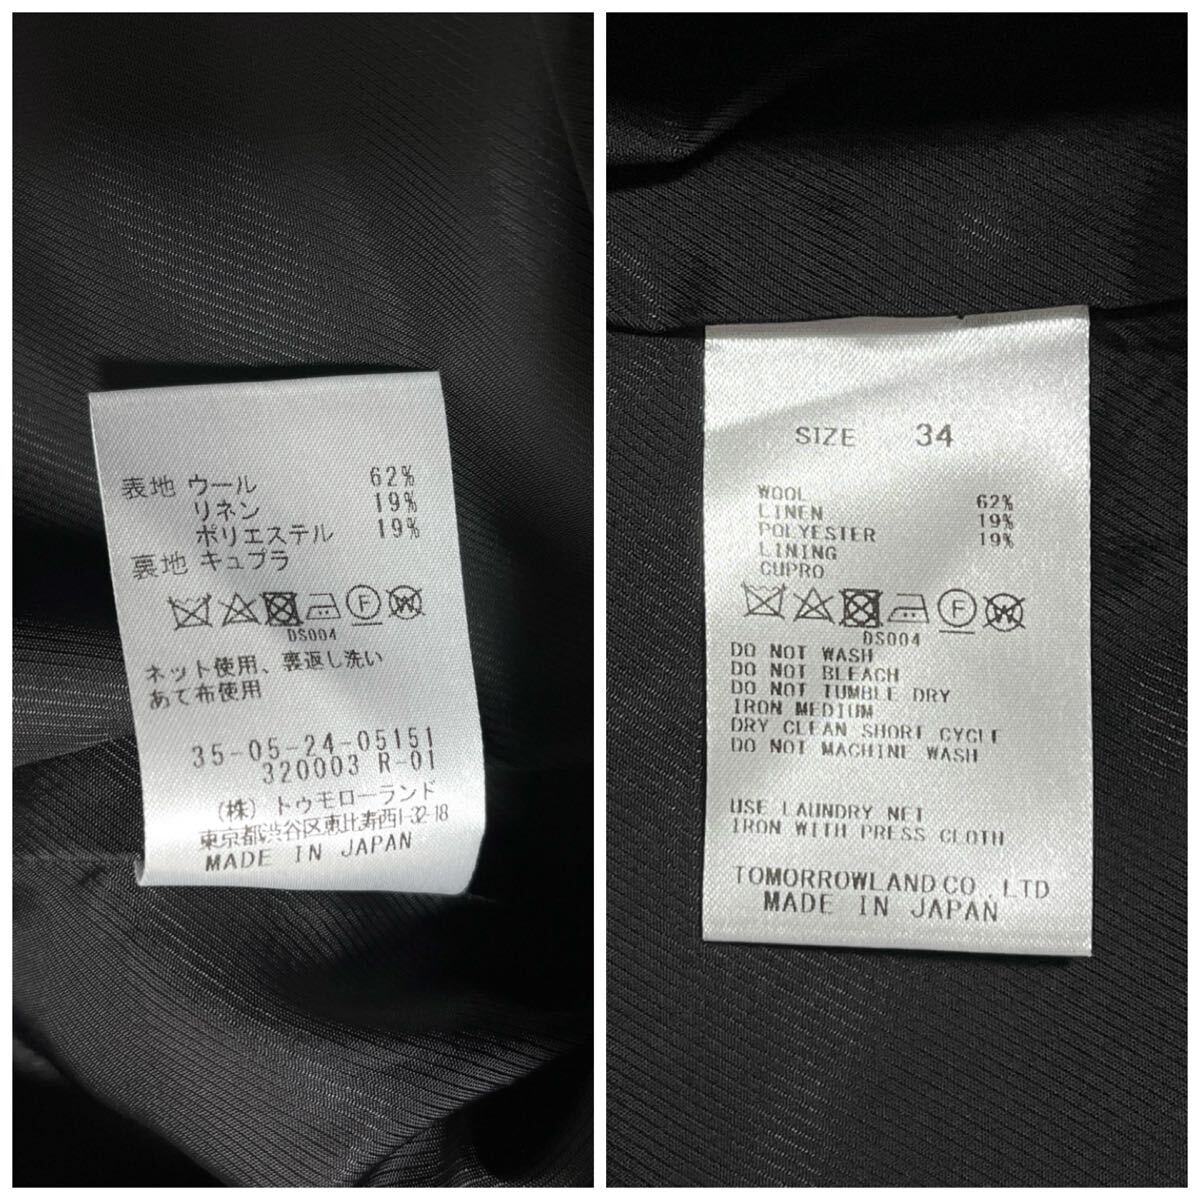 表地 ウール 62%
リネン 19%
ポリエステル 19%
裏地 キュプラ
F W
DS004
ネット使用、裏返し洗い
あて布使用
35-05-24-05151
320003 R-01
(株) トゥモローランド
東京都渋谷区恵比寿西1-32-18
MADE IN JAPAN
SIZE 34
WOOL 62%
LINEN 19%
POLYESTER 19%
LINING
CUPRO
F W
DS004
DO NOT WASH
DO NOT BLEACH
DO NOT TUMBLE DRY
IRON MEDIUM
DRY CLEAN SHORT CYCLE
DO NOT MACHINE WASH
USE LAUNDRY NET
IRON WITH PRESS CLOTH
TOMORROWLAND CO.,LTD
MADE IN JAPAN